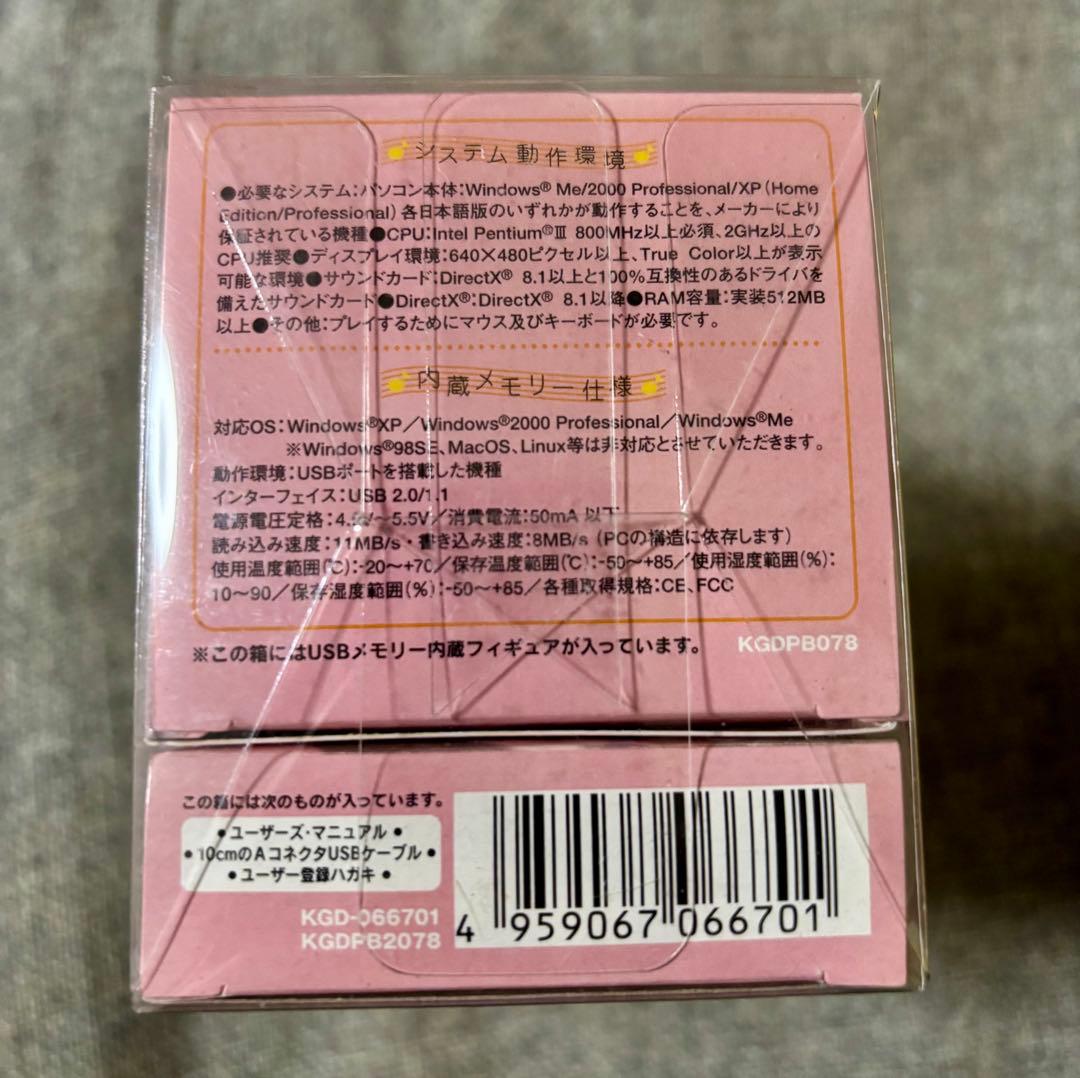 システム動作環境
●必要なシステム:パソコン本体:Windows® Me/2000 Professional/XP(Home
Edition/Professional)各日本語版のいずれかが動作することを、メーカーにより
保証されている機種●CPU:Intel Pentium®Ⅲ 800MHz以上必須、2GHz以上の
CPU推奨●ディスプレイ環境:640×480ピクセル以上、True Color以上が表示
可能な環境●サウンドカード:DirectX® 8.1以上と100%互換性のあるドライバを
備えたサウンドカード●DirectX®:DirectX® 8.1以降●RAM容量:実装512MB
以上●その他:プレイするためにマウス及びキーボードが必要です。
内蔵メモリー仕様
対応OS:Windows®XP/Windows®2000 Professional/Windows®Me
※Windows®98SE、MacOS、Linux等は非対応とさせていただきます。
動作環境:USBポートを搭載した機種
インターフェイス:USB 2.0/1.1
電源電圧定格:4.5V~5.5V/消費電流:50mA 以下
読み込み速度:11MB/s・書き込み速度:8MB/s(PCの構造に依存します)
使用温度範囲(℃):-20~+70/保存温度範囲(℃):-50~+85/使用湿度範囲(%):
10~90/保存湿度範囲(%):-50~+85/各種取得規格:CE、FCC
※この箱にはUSBメモリー内蔵フィギュアが入っています。
KGDPB078
この箱には次のものが入っています。
●ユーザーズ・マニュアル●
●10cmのAコネクタUSBケーブル●
●ユーザー登録ハガキ●
KGD-066701
KGDPB2078
4 959067 066701